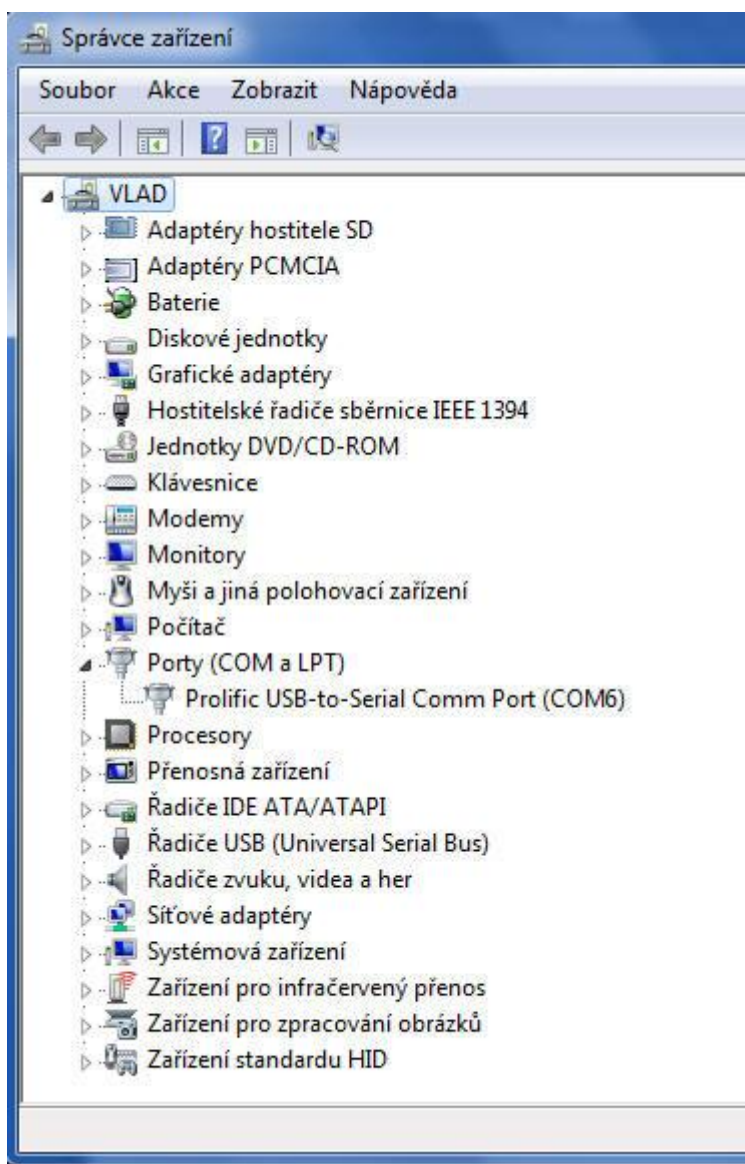 Správce zařízení
Soubor Akce Zobrazit Nápověda
VLAD
Adaptéry hostitele SD
Adaptéry PCMCIA
Baterie
Diskové jednotky
Grafické adaptéry
Hostitelské řadiče sběrnice IEEE 1394
Jednotky DVD/CD-ROM
Klávesnice
Modemy
Monitory
Myši a jiná polohovací zařízení
Počítač
Porty (COM a LPT)
Prolific USB-to-Serial Comm Port (COM6)
Procesory
Přenosná zařízení
Řadiče IDE ATA/ATAPI
Řadiče USB (Universal Serial Bus)
Řadiče zvuku, videa a her
Síťové adaptéry
Systémová zařízení
Zařízení pro infračervený přenos
Zařízení pro zpracování obrázků
Zařízení standardu HID